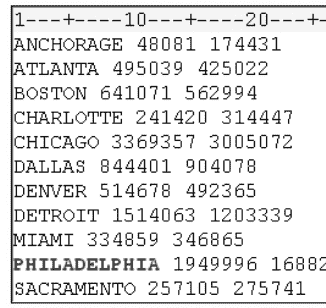 1---+----10---+----20---+-
ANCHORAGE 48081 174431
ATLANTA 495039 425022
BOSTON 641071 562994
CHARLOTTE 241420 314447
CHICAGO 3369357 3005072
DALLAS 844401 904078
DENVER 514678 492365
DETROIT 1514063 1203339
MIAMI 334859 346865
PHILADELPHIA 1949996 16882
SACRAMENTO 257105 275741